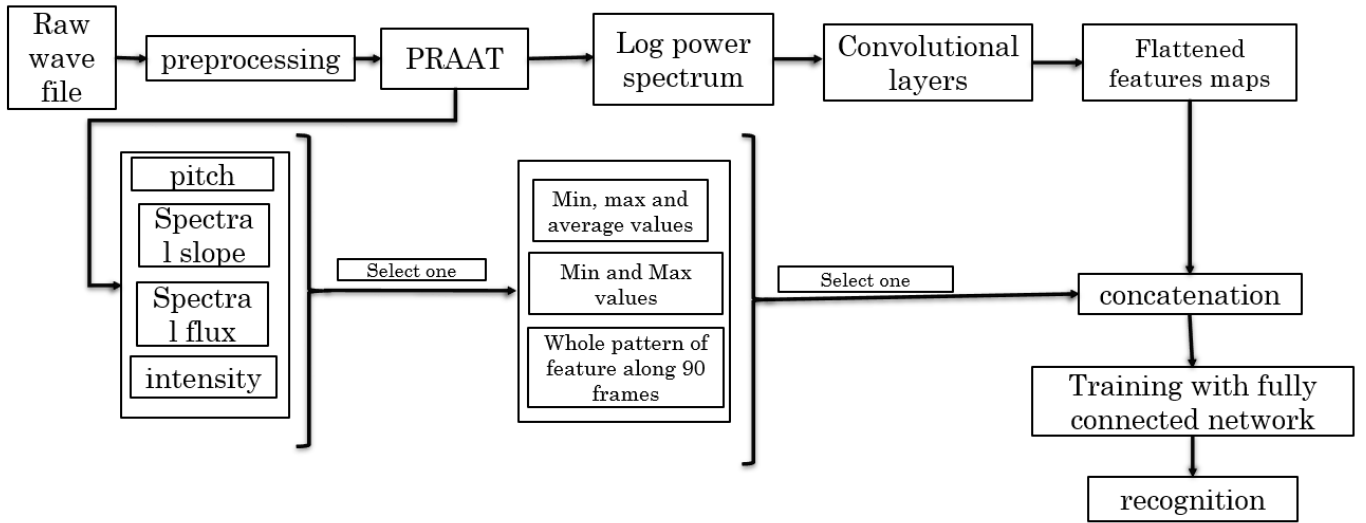 Raw
wave
file
preprocessing
PRAAT
Log power
spectrum
Convolutional
layers
Flattened
features maps
pitch
Spectra
l slope
Spectra
l flux
intensity
Select one
Min, max and
average values
Min and Max
values
Whole pattern of
feature along 90
frames
Select one
concatenation
Training with fully
connected network
recognition